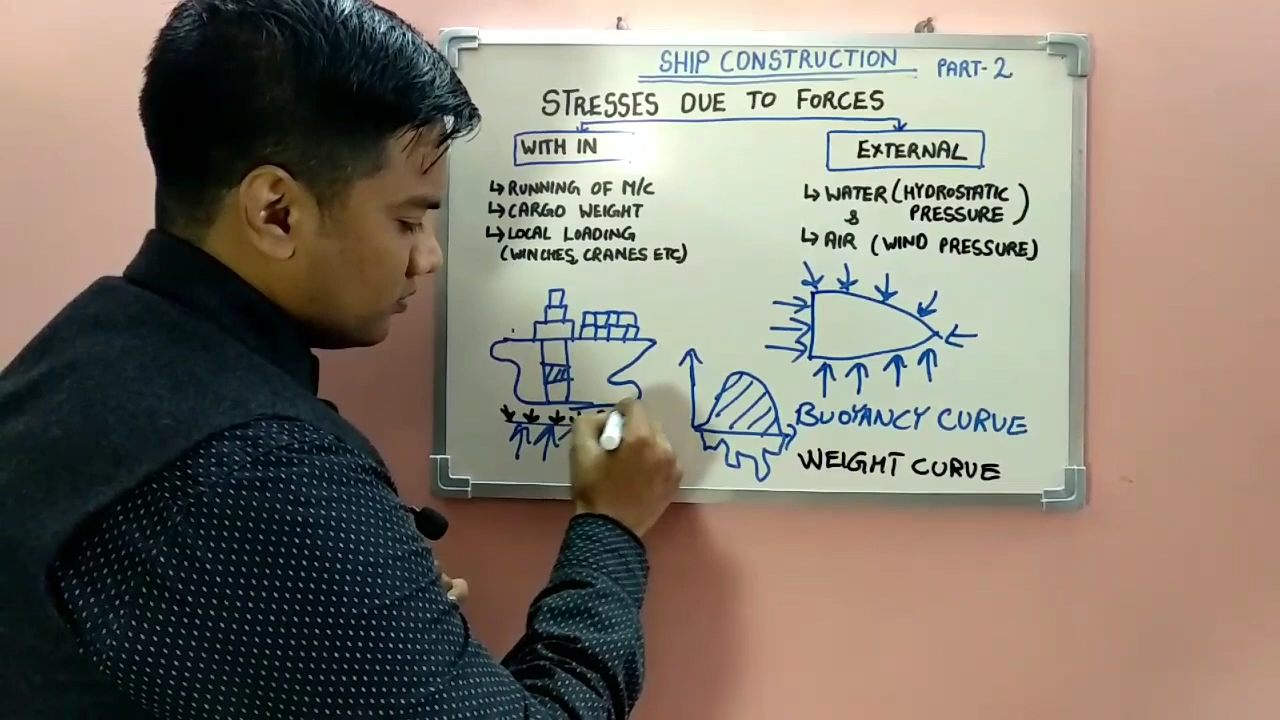 SHIP CONSTRUCTION PART-2
STRESSES DUE TO FORCES
WITH IN
↳ RUNNING OF M/C
↳ CARGO WEIGHT
↳ LOCAL LOADING
(WINCHES, CRANES ETC)
EXTERNAL
↳ WATER (HYDROSTATIC PRESSURE)
&
↳ AIR (WIND PRESSURE)
BUOYANCY CURVE
WEIGHT CURVE